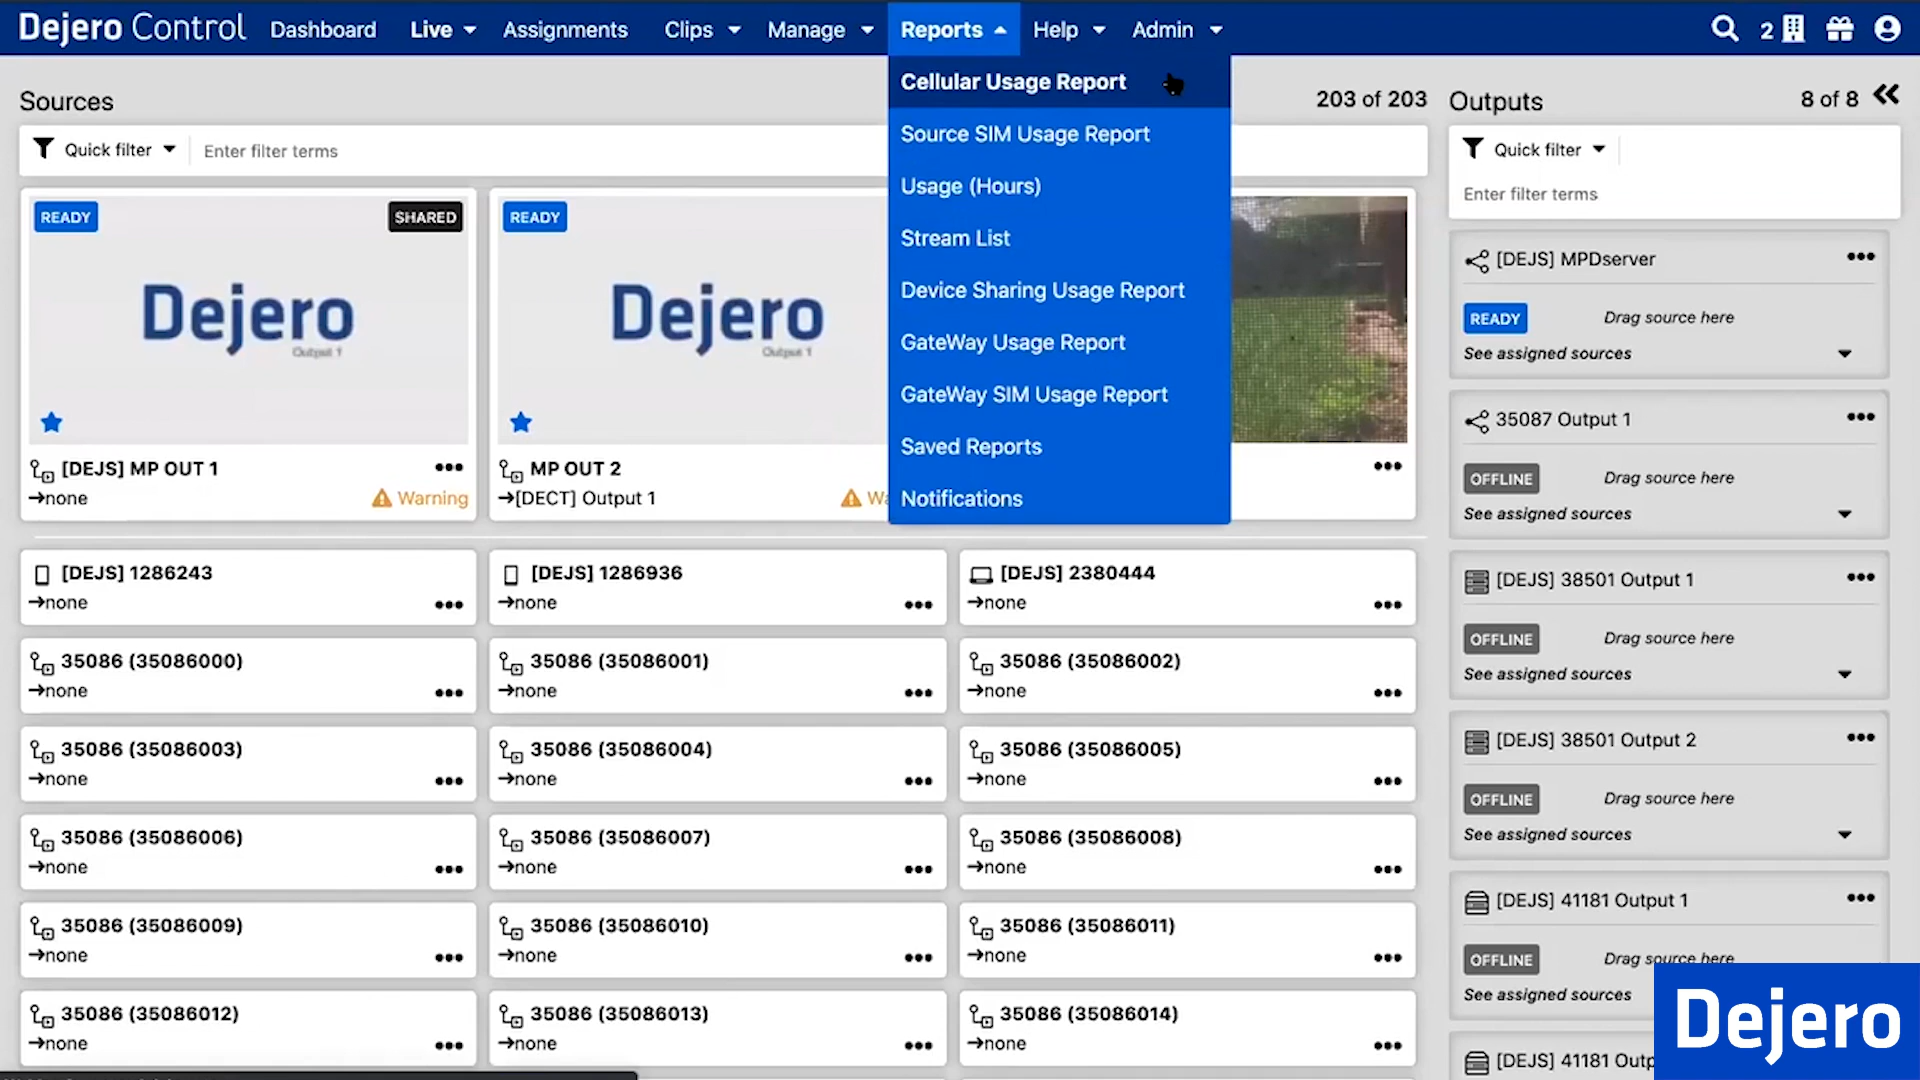 Dejero Control
Dashboard
Live
Assignments
Clips
Manage
Reports
Help
Admin
2
Cellular Usage Report
Source SIM Usage Report
Usage (Hours)
Stream List
Device Sharing Usage Report
GateWay Usage Report
GateWay SIM Usage Report
Saved Reports
Notifications
Sources
203 of 203
Quick filter
Enter filter terms
READY
SHARED
Dejero
Output 1
[DEJS] MP OUT 1
→none
Warning
READY
Dejero
Output 1
MP OUT 2
→[DECT] Output 1
Wa
[DEJS] 1286243
→none
[DEJS] 1286936
→none
[DEJS] 2380444
→none
35086 (35086000)
→none
35086 (35086001)
→none
35086 (35086002)
→none
35086 (35086003)
→none
35086 (35086004)
→none
35086 (35086005)
→none
35086 (35086006)
→none
35086 (35086007)
→none
35086 (35086008)
→none
35086 (35086009)
→none
35086 (35086010)
→none
35086 (35086011)
→none
35086 (35086012)
→none
35086 (35086013)
→none
35086 (35086014)
→none
Outputs
8 of 8
Quick filter
Enter filter terms
[DEJS] MPDserver
READY
Drag source here
See assigned sources
35087 Output 1
OFFLINE
Drag source here
See assigned sources
[DEJS] 38501 Output 1
OFFLINE
Drag source here
See assigned sources
[DEJS] 38501 Output 2
OFFLINE
Drag source here
See assigned sources
[DEJS] 41181 Output 1
OFFLINE
Drag source here
See assigned sources
[DEJS] 41181 Outp
Dejero